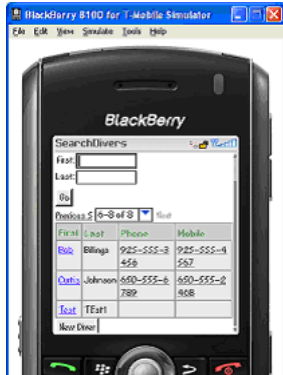 BlackBerry 8100 for T-Mobile Simulator
File Edit View Simulate Tools Help
BlackBerry
SearchDivers
First:
Last:
Go
Previous 5 6-8 of 8 Next
First Last Phone Mobile
Bob Billings 925-555-3456 925-555-4567
Curtis Johnson 650-555-6789 650-555-2468
Test TEst1
New Diver